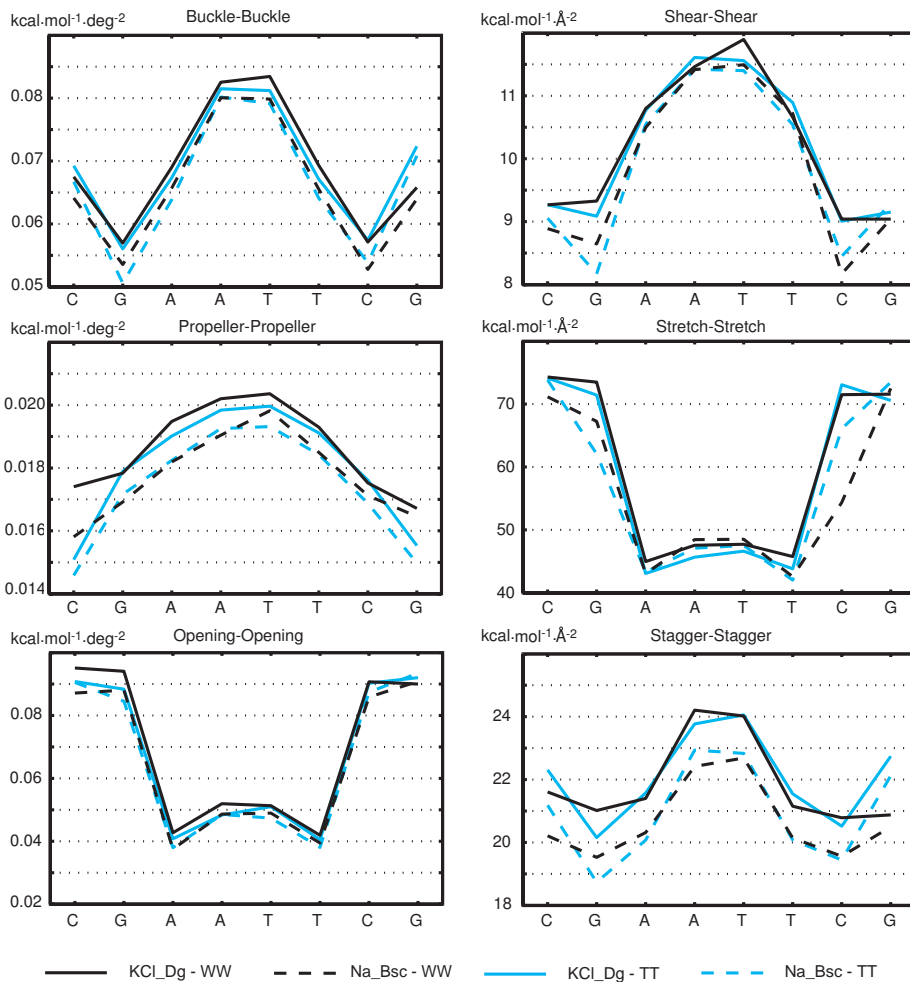 kcal·mol⁻¹·deg⁻²
Buckle-Buckle
0.08
0.07
0.06
0.05
C G A A T T C G
kcal·mol⁻¹·Å⁻²
Shear-Shear
11
10
9
8
C G A A T T C G
kcal·mol⁻¹·deg⁻²
Propeller-Propeller
0.020
0.018
0.016
0.014
C G A A T T C G
kcal·mol⁻¹·Å⁻²
Stretch-Stretch
70
60
50
40
C G A A T T C G
kcal·mol⁻¹·deg⁻²
Opening-Opening
0.08
0.06
0.04
0.02
C G A A T T C G
kcal·mol⁻¹·Å⁻²
Stagger-Stagger
24
22
20
18
C G A A T T C G
KCl_Dg - WW
Na_Bsc - WW
KCl_Dg - TT
Na_Bsc - TT